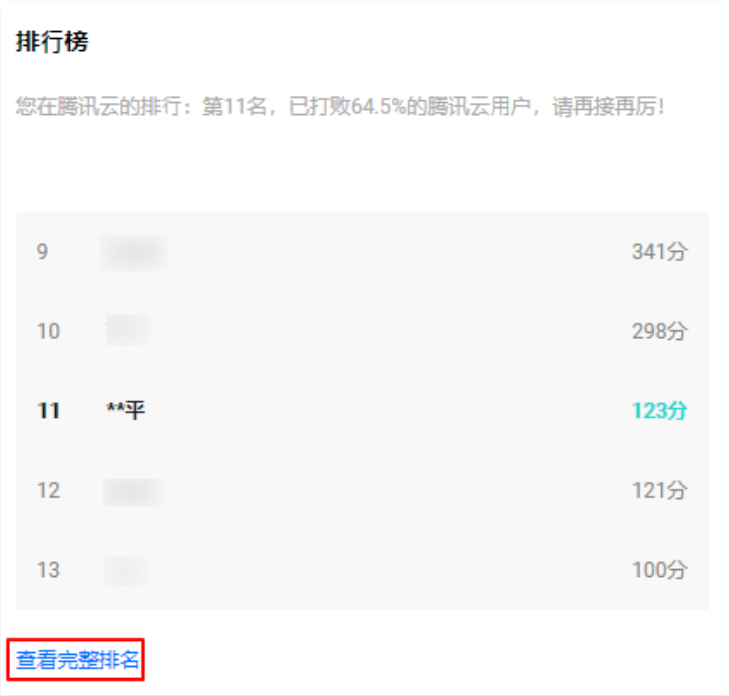 排行榜
您在腾讯云的排行：第11名，已打败64.5%的腾讯云用户，请再接再厉！
9 341分
10 298分
11 **平 123分
12 121分
13 100分
查看完整排名